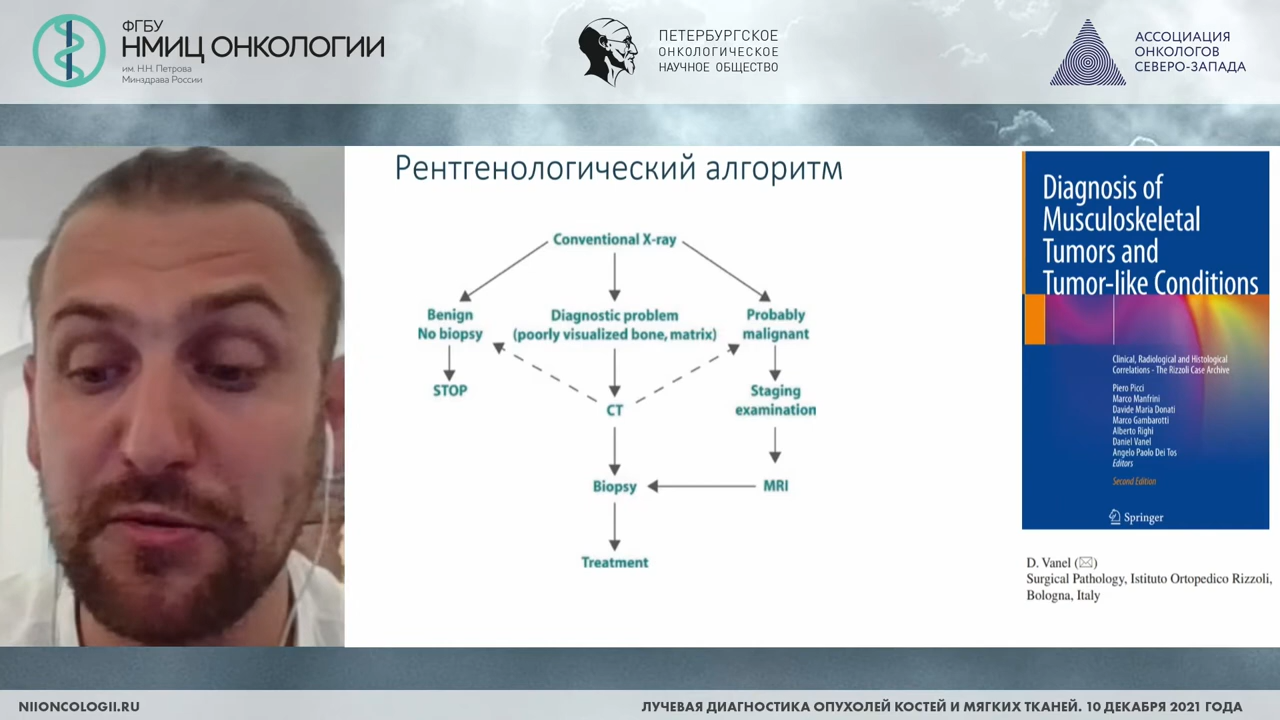 ФГБУ
НМИЦ ОНКОЛОГИИ
им. Н.Н. Петрова
Минздрава России
ПЕТЕРБУРГСКОЕ
ОНКОЛОГИЧЕСКОЕ
НАУЧНОЕ ОБЩЕСТВО
АССОЦИАЦИЯ
ОНКОЛОГОВ
СЕВЕРО-ЗАПАДА
Рентгенологический алгоритм
Conventional X-ray
Benign
No biopsy
Diagnostic problem
(poorly visualized bone, matrix)
Probably
malignant
STOP
CT
Staging
examination
Biopsy
MRI
Treatment
Diagnosis of
Musculoskeletal
Tumors and
Tumor-like Conditions
Clinical, Radiological and Histological
Correlations - The Rizzoli Case Archive
Piero Picci
Marco Manfrini
Davide Maria Donati
Marco Gambarotti
Alberto Righi
Daniel Vanel
Angelo Paolo Dei Tos
Editors
Second Edition
Springer
D. Vanel (✉)
Surgical Pathology, Istituto Ortopedico Rizzoli,
Bologna, Italy
NIIONCOLOGII.RU
ЛУЧЕВАЯ ДИАГНОСТИКА ОПУХОЛЕЙ КОСТЕЙ И МЯГКИХ ТКАНЕЙ. 10 ДЕКАБРЯ 2021 ГОДА